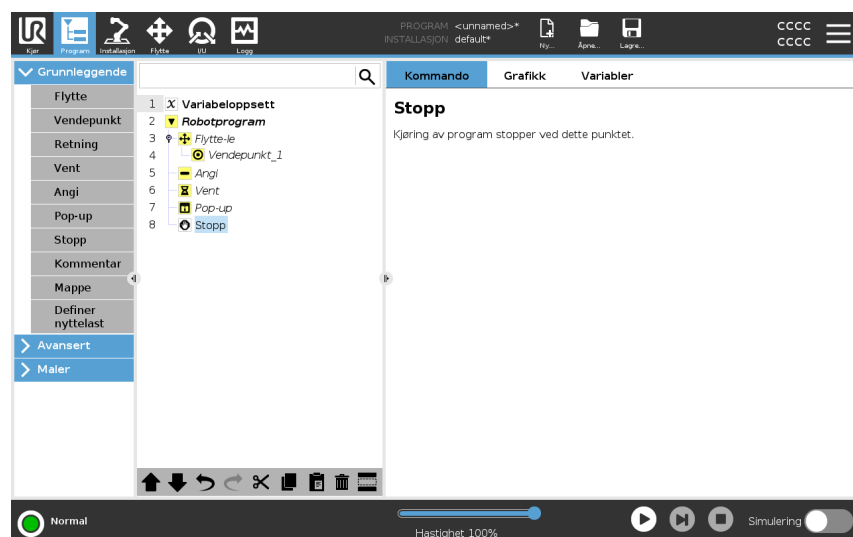 UR
Kjør
Program
Installasjon
Flytte
I/U
Logg
PROGRAM <unnamed>*
INSTALLASJON default*
Ny...
Åpne...
Lagre...
CCCC
CCCC
Grunnleggende
Flytte
Vendepunkt
Retning
Vent
Angi
Pop-up
Stopp
Kommentar
Mappe
Definer
nyttelast
Avansert
Maler
1 X Variabeloppsett
2 Robotprogram
3 Flytte-le
4 Vendepunkt_1
5 Angi
6 Vent
7 Pop-up
8 Stopp
Kommando Grafikk Variabler
Stopp
Kjøring av program stopper ved dette punktet.
Normal
Hastighet 100%
Simulering